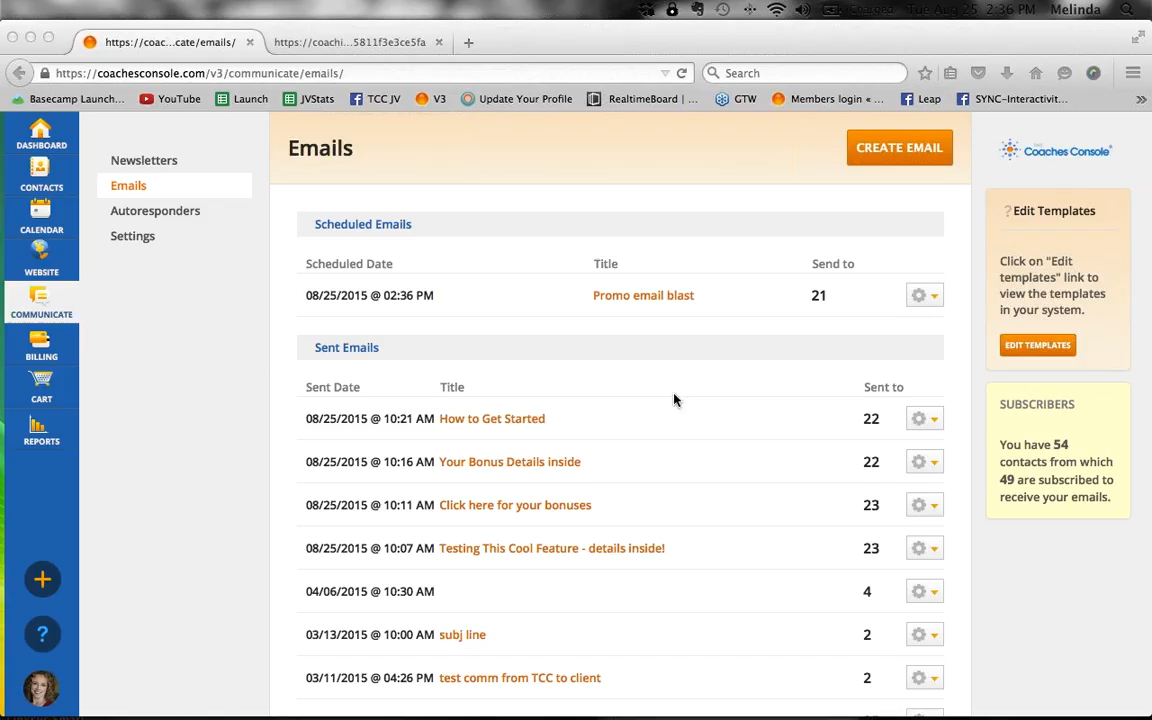 Charged Tue Aug 25 2:36 PM Melinda
https://coac...cate/emails/
https://coachi...5811f3e3ce5fa
https://coachesconsole.com/v3/communicate/emails/
Search
Basecamp Launch...
YouTube
Launch
JVStats
TCC JV
V3
Update Your Profile
RealtimeBoard | ...
GTW
Members login « ...
Leap
SYNC-Interactivit...
DASHBOARD
CONTACTS
CALENDAR
WEBSITE
COMMUNICATE
BILLING
CART
REPORTS
Newsletters
Emails
Autoresponders
Settings
Emails
CREATE EMAIL
Scheduled Emails
Scheduled Date Title Send to
08/25/2015 @ 02:36 PM Promo email blast 21
Sent Emails
Sent Date Title Sent to
08/25/2015 @ 10:21 AM How to Get Started 22
08/25/2015 @ 10:16 AM Your Bonus Details inside 22
08/25/2015 @ 10:11 AM Click here for your bonuses 23
08/25/2015 @ 10:07 AM Testing This Cool Feature - details inside! 23
04/06/2015 @ 10:30 AM 4
03/13/2015 @ 10:00 AM subj line 2
03/11/2015 @ 04:26 PM test comm from TCC to client 2
Coaches Console
?Edit Templates
Click on "Edit
templates" link to
view the templates
in your system.
EDIT TEMPLATES
SUBSCRIBERS
You have 54
contacts from which
49 are subscribed to
receive your emails.